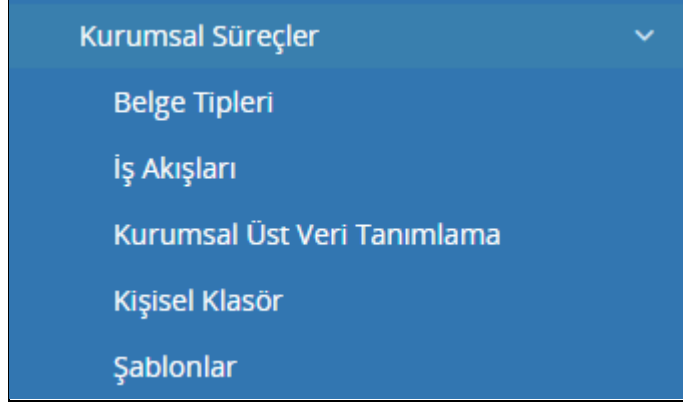 Kurumsal Süreçler
Belge Tipleri
İş Akışları
Kurumsal Üst Veri Tanımlama
Kişisel Klasör
Şablonlar